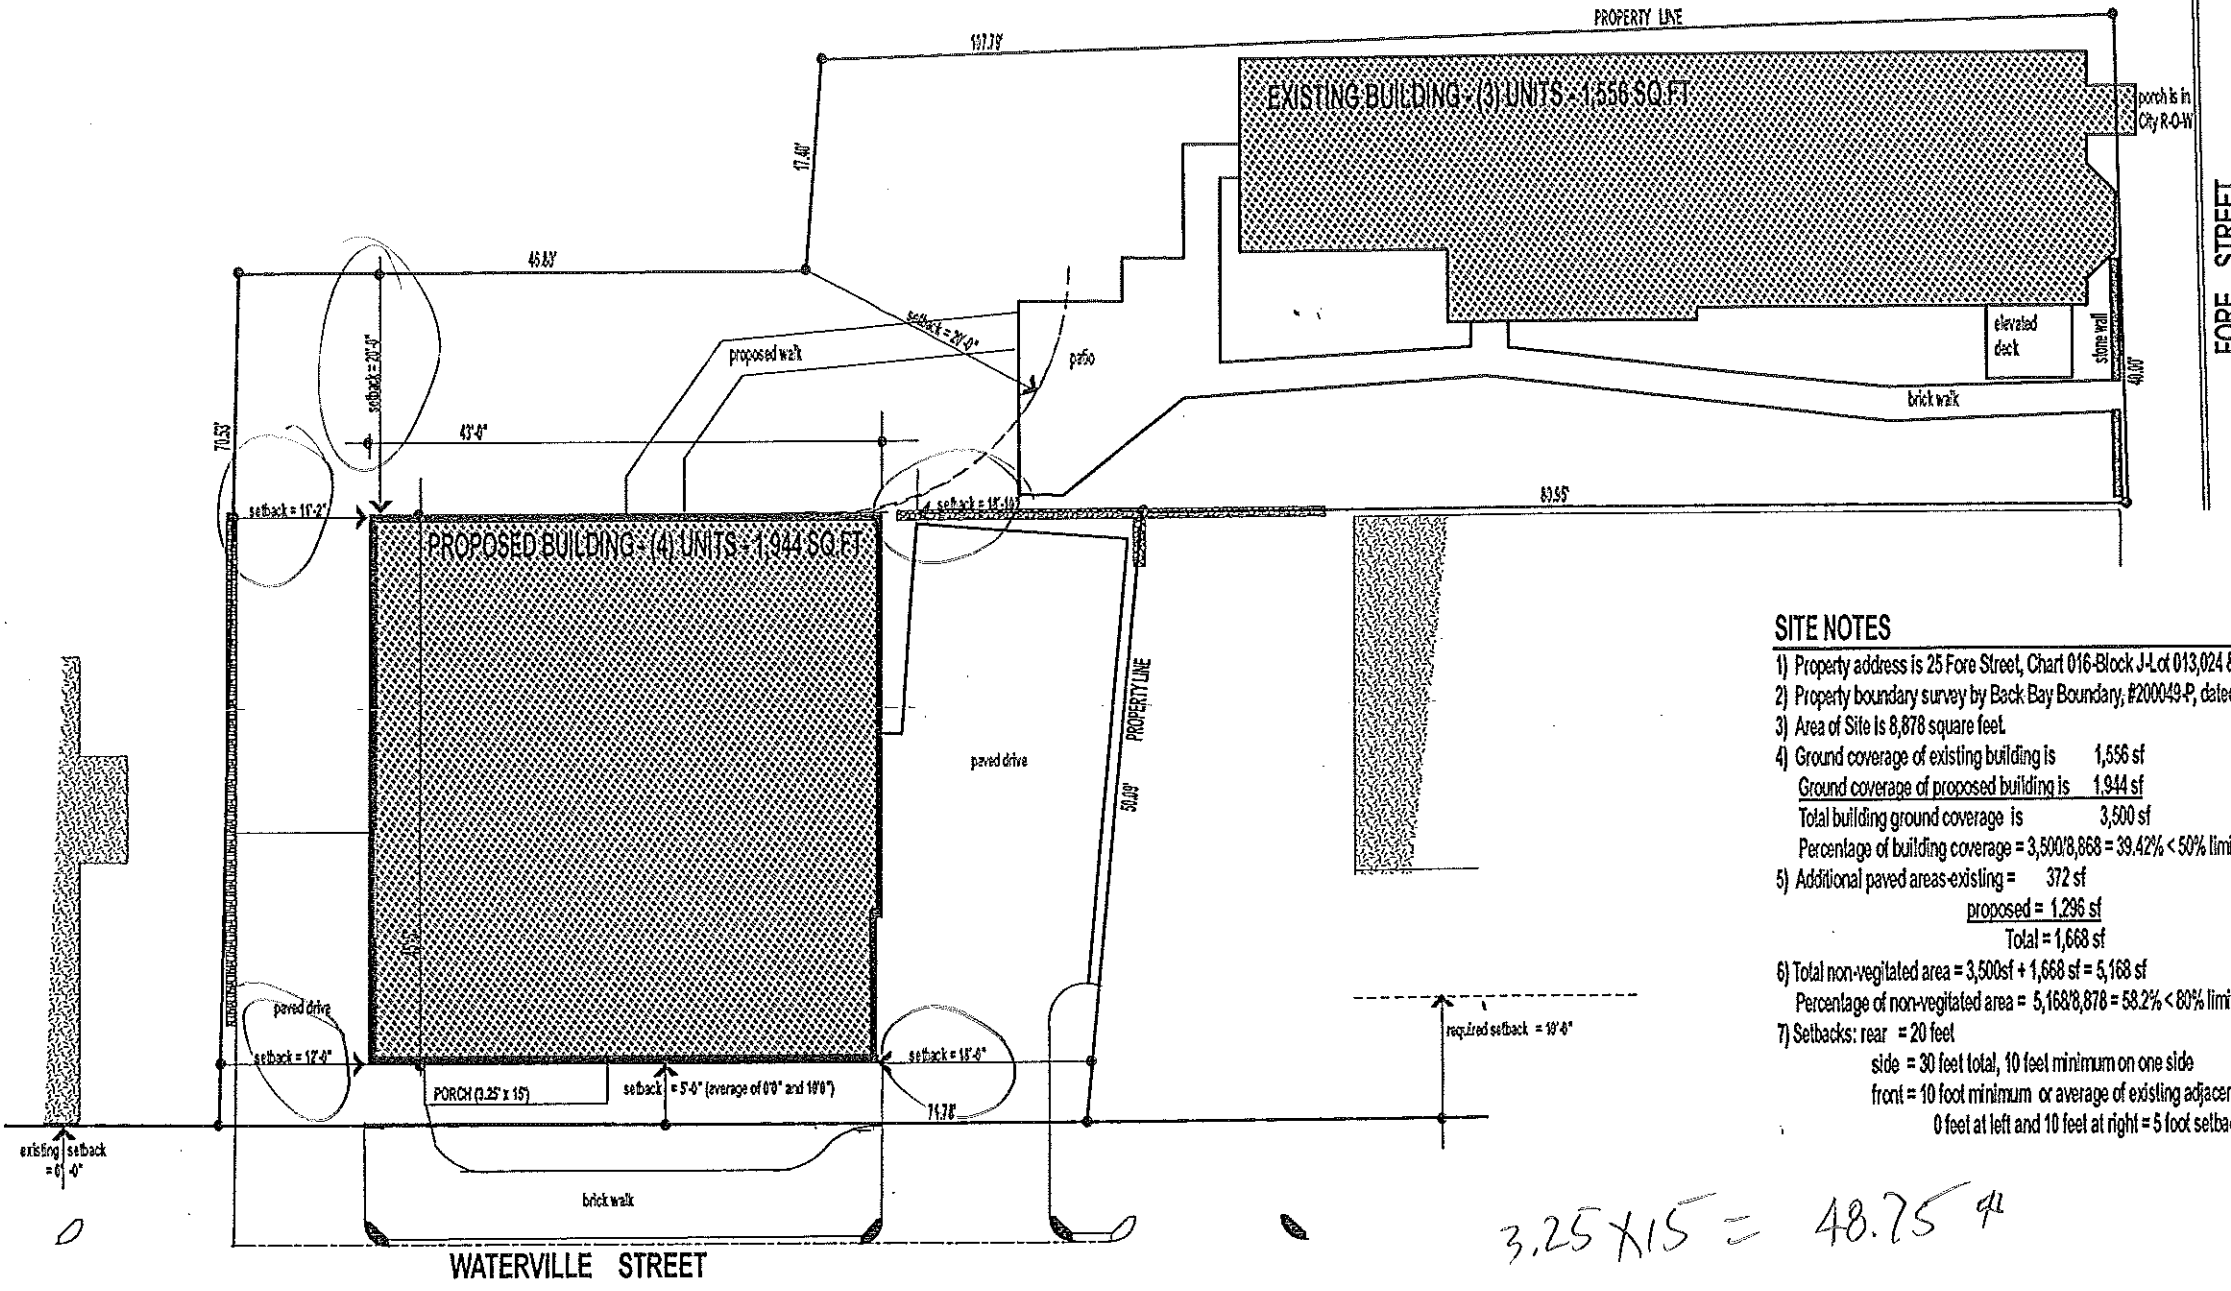 PROPERTY LINE
107.79'
EXISTING BUILDING - (3) UNITS - 1,556 SQ.FT.
porch is in
City R-O-W
17.40'
FORE STREET
45.83'
setback = 20'-0"
setback = 20'-0"
proposed walk
patio
elevated
deck
stone wall
40.00'
brick walk
70.53'
43'-0"
setback = 11'-2"
83.95'
PROPOSED BUILDING - (4) UNITS - 1,944 SQ.FT.
PROPERTY LINE
paved drive
50.09'
SITE NOTES
1) Property address is 25 Fore Street, Chart 016-Block J-Lot 013,024 &
2) Property boundary survey by Back Bay Boundary, #200049-P, date
3) Area of Site is 8,878 square feet.
4) Ground coverage of existing building is 1,556 sf
Ground coverage of proposed building is 1,944 sf
Total building ground coverage is 3,500 sf
Percentage of building coverage = 3,500/8,868 = 39.42% < 50% limi
5) Additional paved areas-existing = 372 sf
proposed = 1,296 sf
Total = 1,668 sf
6) Total non-vegitated area = 3,500sf + 1,668 sf = 5,168 sf
Percentage of non-vegitated area = 5,168/8,878 = 58.2% < 80% limi
7) Setbacks: rear = 20 feet
side = 30 feet total, 10 feet minimum on one side
front = 10 foot minimum or average of existing adjacen
0 feet at left and 10 feet at right = 5 foot setba
paved drive
setback = 12'-0"
setback = 18'-0"
required setback = 10'-0"
PORCH (3.25' x 15')
setback = 5'-0" (average of 0'0" and 10'0")
71.78'
existing setback
= 0'-0"
brick walk
WATERVILLE STREET
3.25 X 15 = 48.75